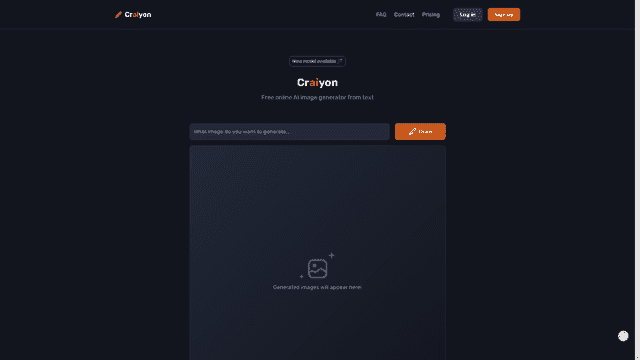 Craiyon
FAQ Contact Pricing Log in Sign up
New model available
Craiyon
Free online AI image generator from text
What image do you want to generate...
Draw
Generated images will appear here!